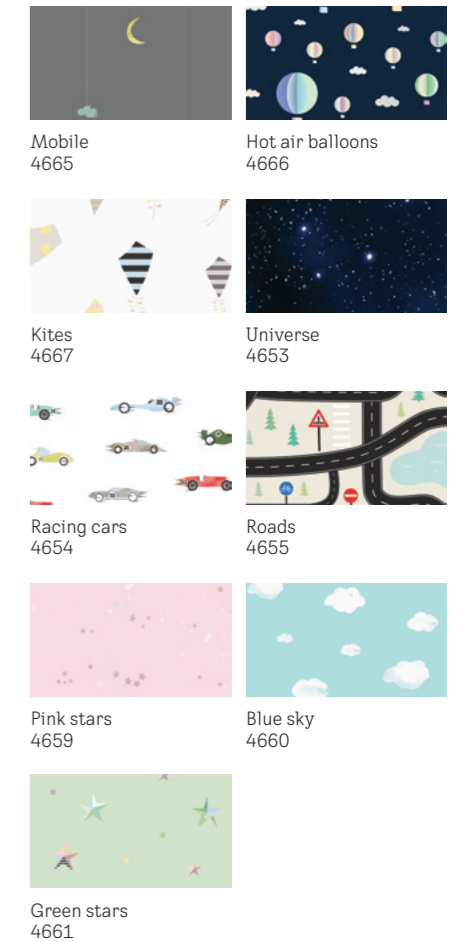 Mobile
4665
Hot air balloons
4666
Kites
4667
Universe
4653
Racing cars
4654
Roads
4655
Pink stars
4659
Blue sky
4660
Green stars
4661